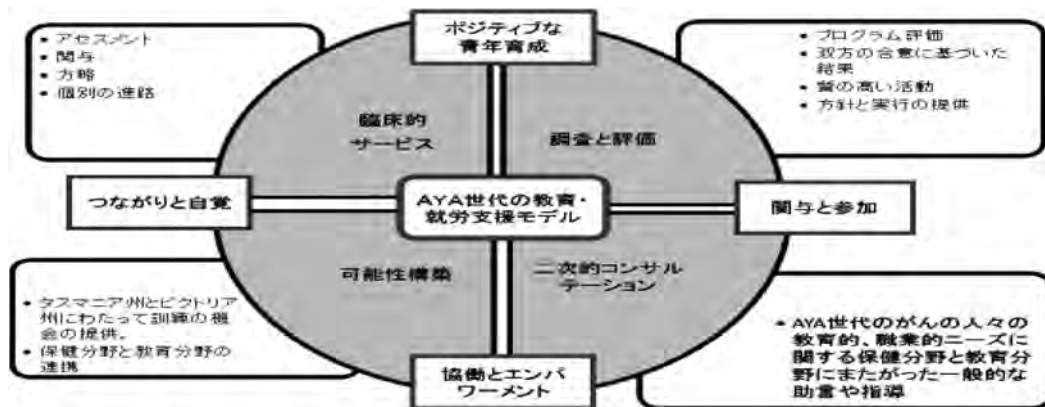 ポジティブな
青年育成
• アセスメント
• 関与
• 方略
• 個別の進路
• プログラム評価
• 双方の合意に基づいた
結果
• 質の高い活動
• 方針と実行の提供
臨床的
サービス
調査と評価
つながりと自覚
AYA世代の教育・
就労支援モデル
関与と参加
可能性構築
二次的コンサル
テーション
• タスマニア州とビクトリア
州にわたって訓練の機
会の提供。
• 保健分野と教育分野の
連携
• AYA世代のがんの人々の
教育的、職業的ニーズに
関する保健分野と教育分
野にまたがった一般的な
助言や指導
協働とエンパ
ワーメント